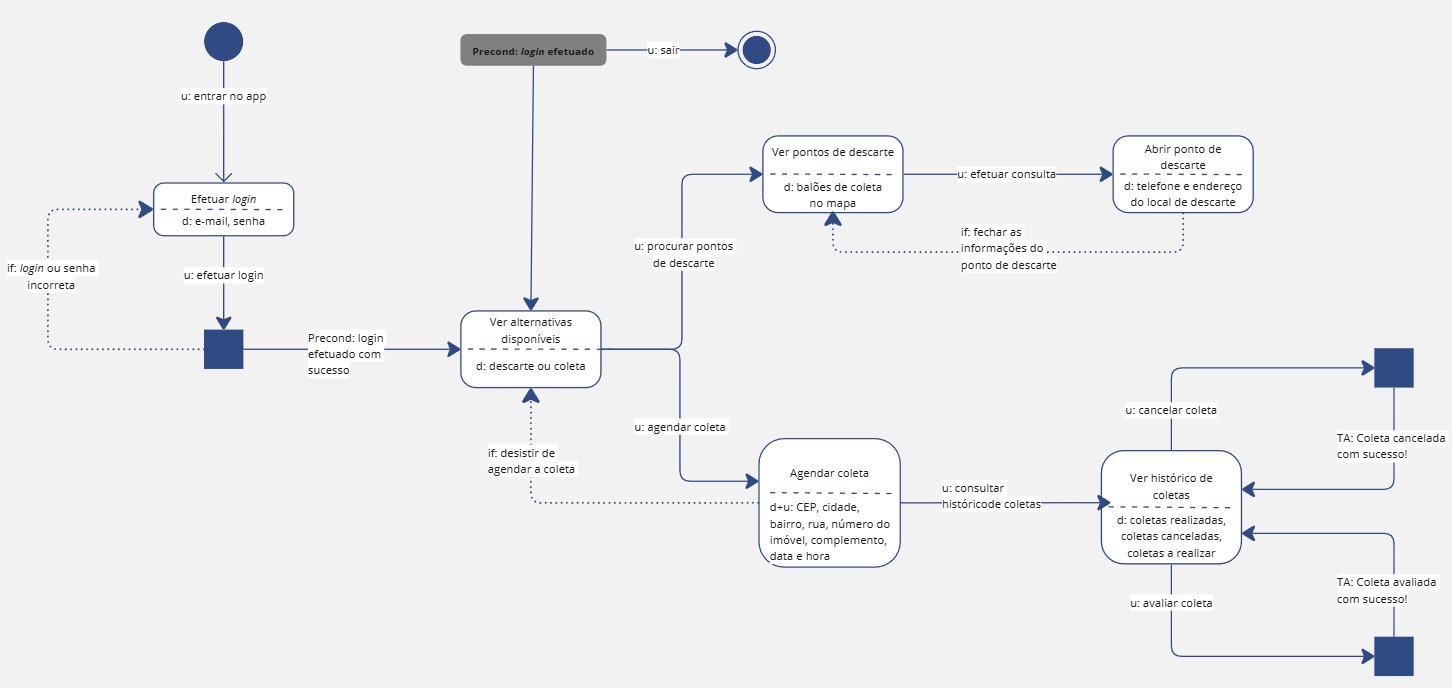 Precond: login efetuado
u: sair
u: entrar no app
Efetuar login
d: e-mail, senha
if: login ou senha
incorreta
u: efetuar login
Precond: login
efetuado com
sucesso
Ver alternativas
disponíveis
d: descarte ou coleta
u: procurar pontos
de descarte
Ver pontos de descarte
d: balões de coleta
no mapa
u: efetuar consulta
Abrir ponto de
descarte
d: telefone e endereço
do local de descarte
if: fechar as
informações do
ponto de descarte
u: agendar coleta
if: desistir de
agendar a coleta
Agendar coleta
d+u: CEP, cidade,
bairro, rua, número do
imóvel, complemento,
data e hora
u: consultar
históricode coletas
Ver histórico de
coletas
d: coletas realizadas,
coletas canceladas,
coletas a realizar
u: cancelar coleta
TA: Coleta cancelada
com sucesso!
u: avaliar coleta
TA: Coleta avaliada
com sucesso!